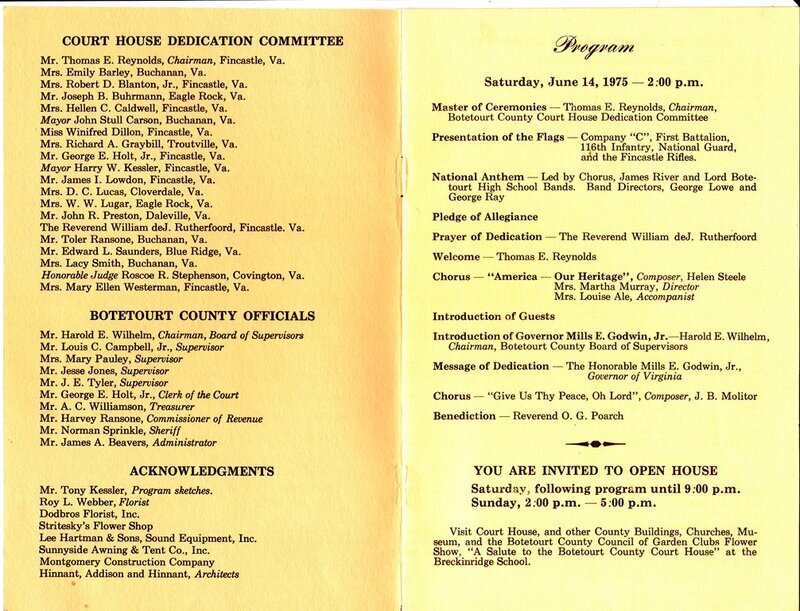 COURT HOUSE DEDICATION COMMITTEE
Mr. Thomas E. Reynolds, Chairman, Fincastle, Va.
Mrs. Emily Barley, Buchanan, Va.
Mrs. Robert D. Blanton, Jr., Fincastle, Va.
Mr. Joseph B. Buhrmann, Eagle Rock, Va.
Mrs. Hellen C. Caldwell, Fincastle, Va.
Mayor John Stull Carson, Buchanan, Va.
Miss Winifred Dillon, Fincastle, Va.
Mrs. Richard A. Graybill, Troutville, Va.
Mr. George E. Holt, Jr., Fincastle, Va.
Mayor Harry W. Kessler, Fincastle, Va.
Mr. James I. Lowdon, Fincastle, Va.
Mrs. D. C. Lucas, Cloverdale, Va.
Mrs. W. W. Lugar, Eagle Rock, Va.
Mr. John R. Preston, Daleville, Va.
The Reverend William deJ. Rutherfoord, Fincastle. Va.
Mr. Toler Ransone, Buchanan, Va.
Mr. Edward L. Saunders, Blue Ridge, Va.
Mrs. Lacy Smith, Buchanan, Va.
Honorable Judge Roscoe R. Stephenson, Covington, Va.
Mrs. Mary Ellen Westerman, Fincastle, Va.
BOTETOURT COUNTY OFFICIALS
Mr. Harold E. Wilhelm, Chairman, Board of Supervisors
Mr. Louis C. Campbell, Jr., Supervisor
Mrs. Mary Pauley, Supervisor
Mr. Jesse Jones, Supervisor
Mr. J. E. Tyler, Supervisor
Mr. George E. Holt, Jr., Clerk of the Court
Mr. A. C. Williamson, Treasurer
Mr. Harvey Ransone, Commissioner of Revenue
Mr. Norman Sprinkle, Sheriff
Mr. James A. Beavers, Administrator
ACKNOWLEDGMENTS
Mr. Tony Kessler, Program sketches.
Roy L. Webber, Florist
Dodbros Florist, Inc.
Stritesky's Flower Shop
Lee Hartman & Sons, Sound Equipment, Inc.
Sunnyside Awning & Tent Co., Inc.
Montgomery Construction Company
Hinnant, Addison and Hinnant, Architects
Program
Saturday, June 14, 1975 — 2:00 p.m.
Master of Ceremonies — Thomas E. Reynolds, Chairman,
Botetourt County Court House Dedication Committee
Presentation of the Flags — Company "C", First Battalion,
116th Infantry, National Guard,
and the Fincastle Rifles.
National Anthem — Led by Chorus, James River and Lord Bote-
tourt High School Bands. Band Directors, George Lowe and
George Ray
Pledge of Allegiance
Prayer of Dedication — The Reverend William deJ. Rutherfoord
Welcome — Thomas E. Reynolds
Chorus — "America — Our Heritage", Composer, Helen Steele
Mrs. Martha Murray, Director
Mrs. Louise Ale, Accompanist
Introduction of Guests
Introduction of Governor Mills E. Godwin, Jr.—Harold E. Wilhelm,
Chairman, Botetourt County Board of Supervisors
Message of Dedication — The Honorable Mills E. Godwin, Jr.,
Governor of Virginia
Chorus — "Give Us Thy Peace, Oh Lord", Composer, J. B. Molitor
Benediction — Reverend O. G. Poarch
YOU ARE INVITED TO OPEN HOUSE
Saturday, following program until 9:00 p.m.
Sunday, 2:00 p.m. — 5:00 p.m.
Visit Court House, and other County Buildings, Churches, Mu-
seum, and the Botetourt County Council of Garden Clubs Flower
Show, "A Salute to the Botetourt County Court House" at the
Breckinridge School.